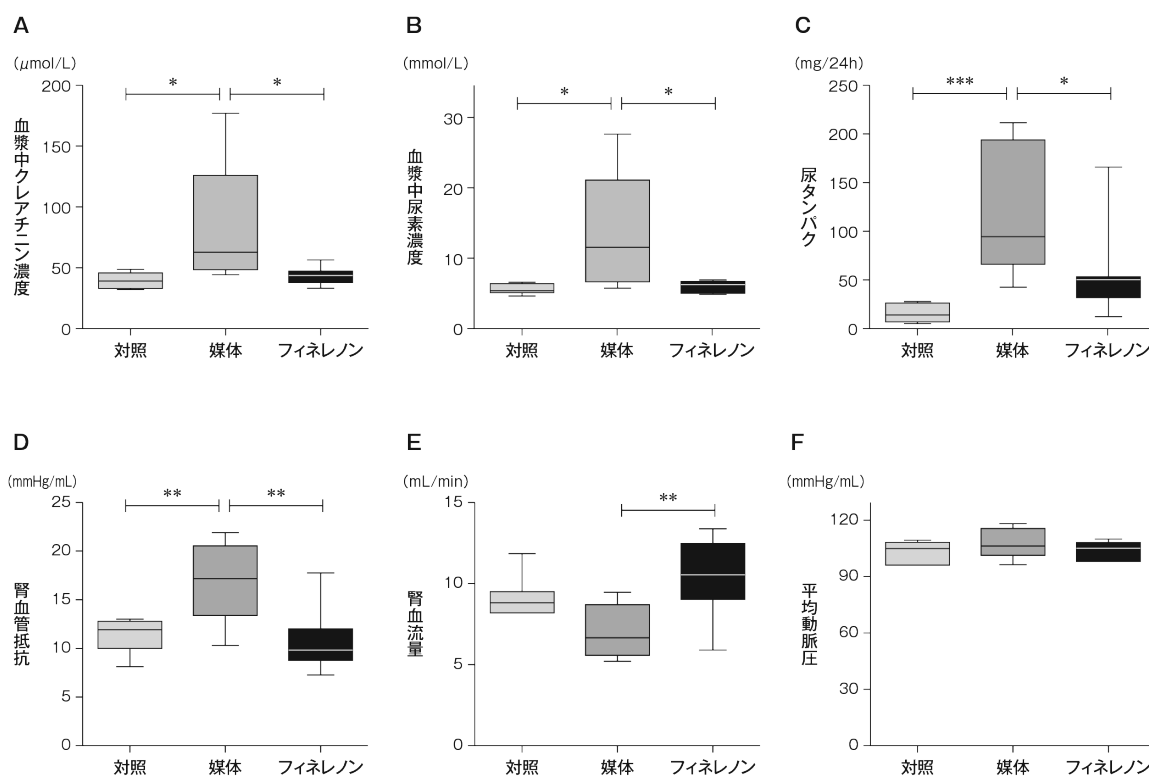 A
(μmol/L)
血漿中クレアチニン濃度
200
150
100
50
0
*
*
対照
媒体
フィネレノン
B
(mmol/L)
血漿中尿素濃度
30
20
10
0
*
*
対照
媒体
フィネレノン
C
(mg/24h)
尿タンパク
250
200
150
100
50
0
***
*
対照
媒体
フィネレノン
D
(mmHg/mL)
腎血管抵抗
25
20
15
10
5
0
**
**
対照
媒体
フィネレノン
E
(mL/min)
腎血流量
15
10
5
0
**
対照
媒体
フィネレノン
F
(mmHg/mL)
平均動脈圧
120
90
60
30
0
対照
媒体
フィネレノン